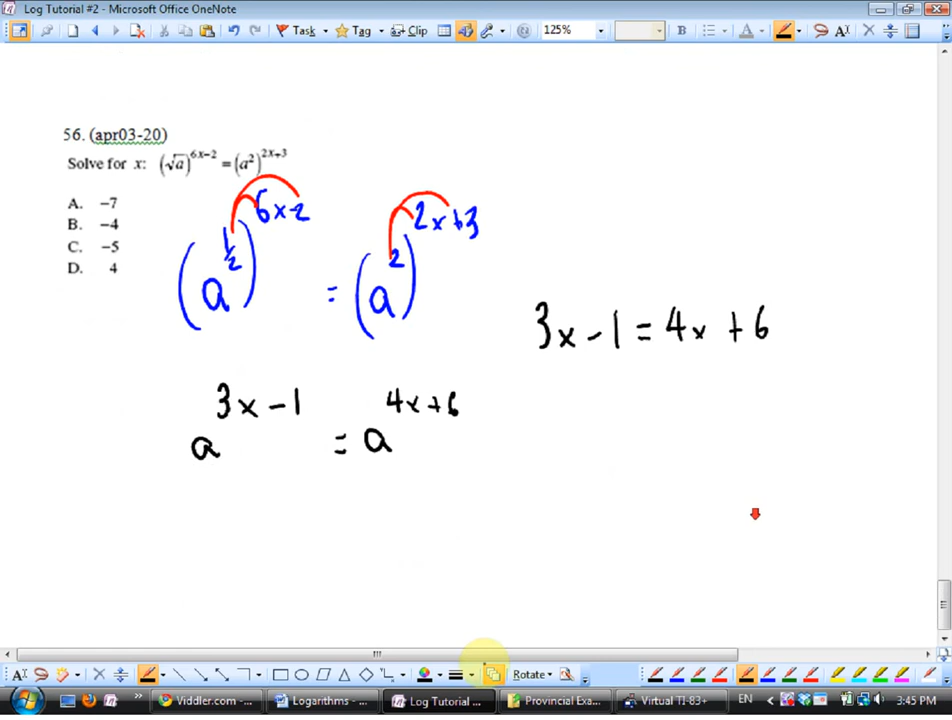 Log Tutorial #2 - Microsoft Office OneNote
Task Tag Clip 125% B A A
56. (apr03-20)
Solve for x: (√a)^6x−2 = (a²)^2x+3
A. −7
B. −4
C. −5
D. 4
(a^1/2)^6x-2 = (a^2)^2x+3
3x - 1 = 4x + 6
a^3x - 1 = a^4x + 6
Rotate
Viddler.com -... Logarithms - ... Log Tutorial ... Provincial Exa... Virtual TI-83+ EN 3:45 PM